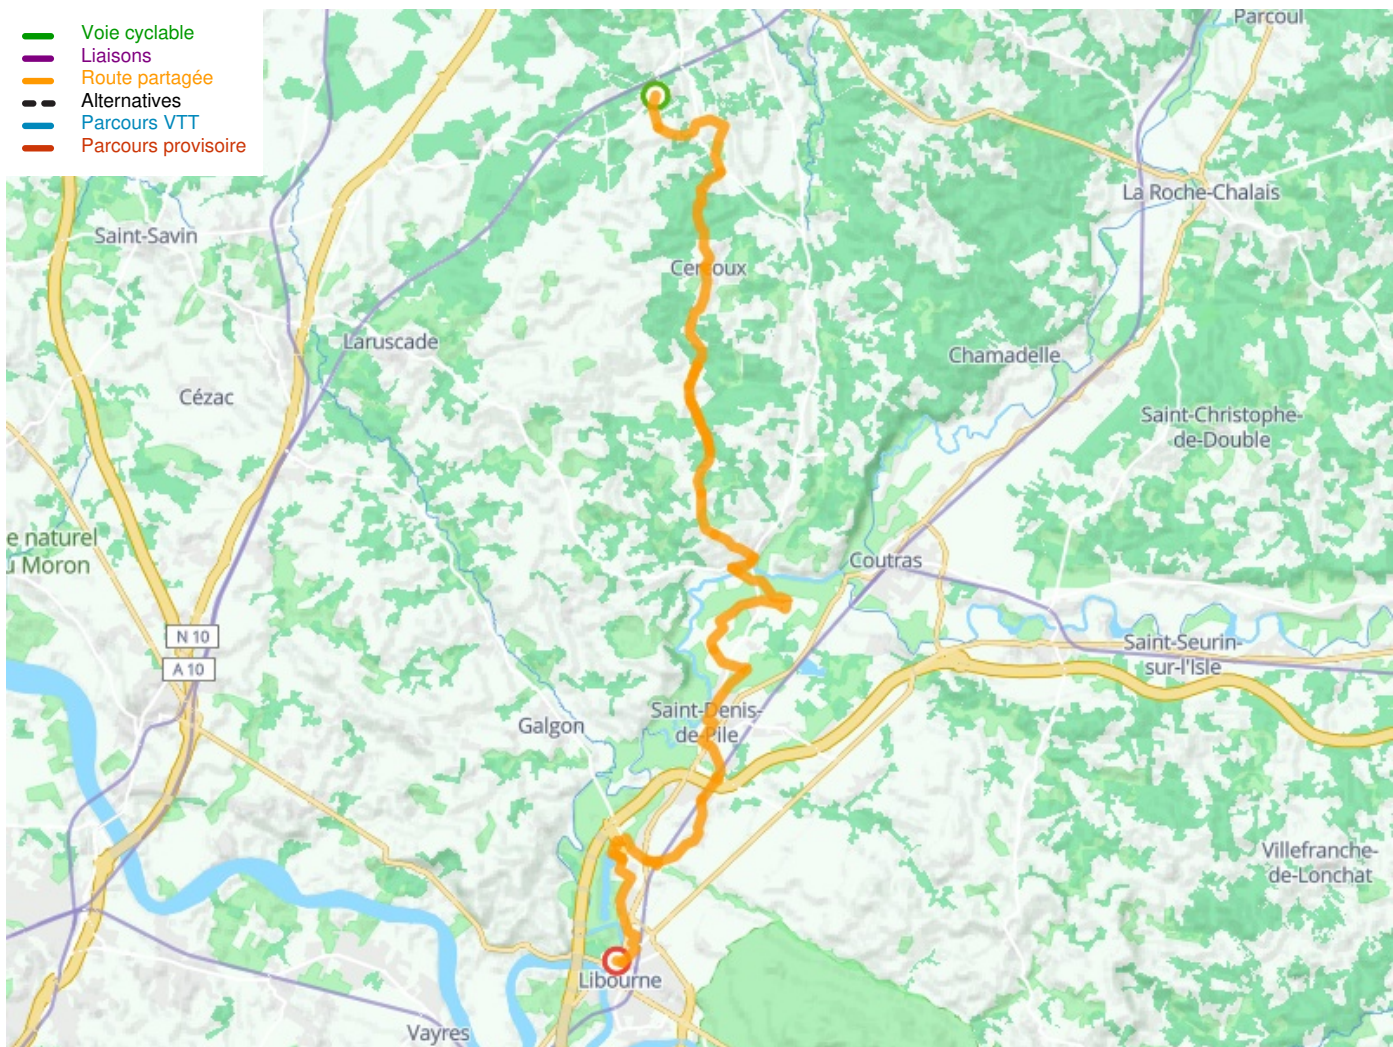 Voie cyclable
Liaisons
Route partagée
Alternatives
Parcours VTT
Parcours provisoire
Parcoul
La Roche-Chalais
Saint-Savin
Cercoux
Laruscade
Chamadelle
Cézac
Saint-Christophe-
de-Double
e naturel
u Moron
Coutras
N 10
A 10
Saint-Seurin-
sur-l'Isle
Saint-Denis-
de-Pile
Galgon
Villefranche-
de-Lonchat
Libourne
Vayres